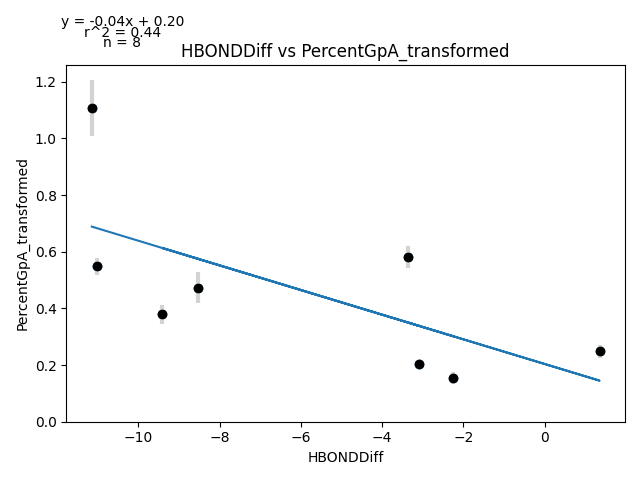 y = -0.04x + 0.20
r^2 = 0.44
n = 8
HBONDDiff vs PercentGpA_transformed
PercentGpA_transformed
1.2
1.0
0.8
0.6
0.4
0.2
0.0
−10
−8
−6
−4
−2
0
HBONDDiff